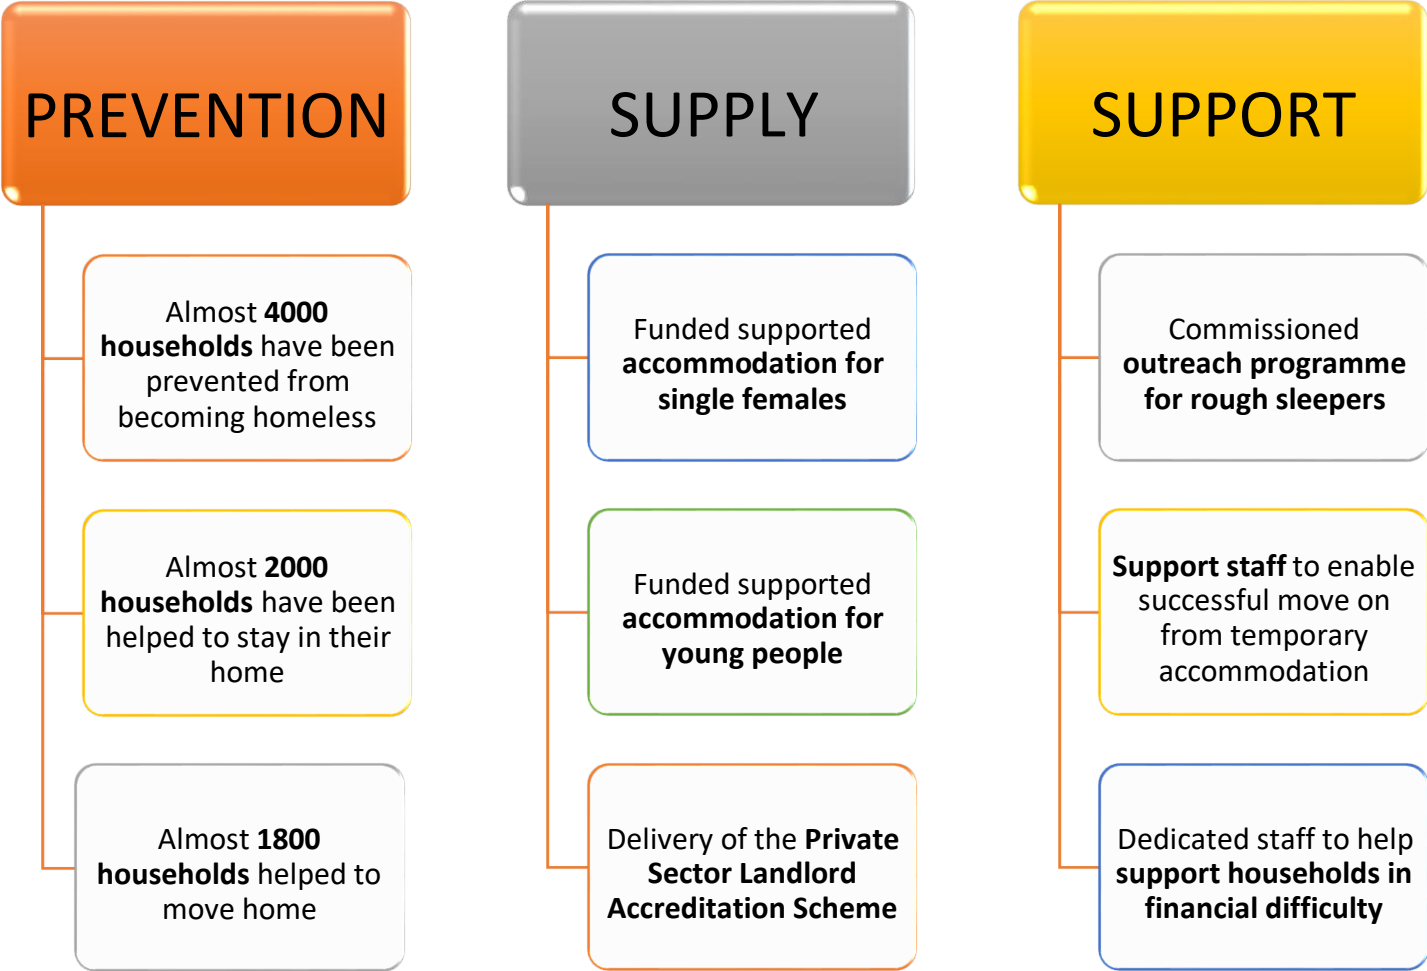 PREVENTION
Almost 4000
households have been
prevented from
becoming homeless
Almost 2000
households have been
helped to stay in their
home
Almost 1800
households helped to
move home
SUPPLY
Funded supported
accommodation for
single females
Funded supported
accommodation for
young people
Delivery of the Private
Sector Landlord
Accreditation Scheme
SUPPORT
Commissioned
outreach programme
for rough sleepers
Support staff to enable
successful move on
from temporary
accommodation
Dedicated staff to help
support households in
financial difficulty